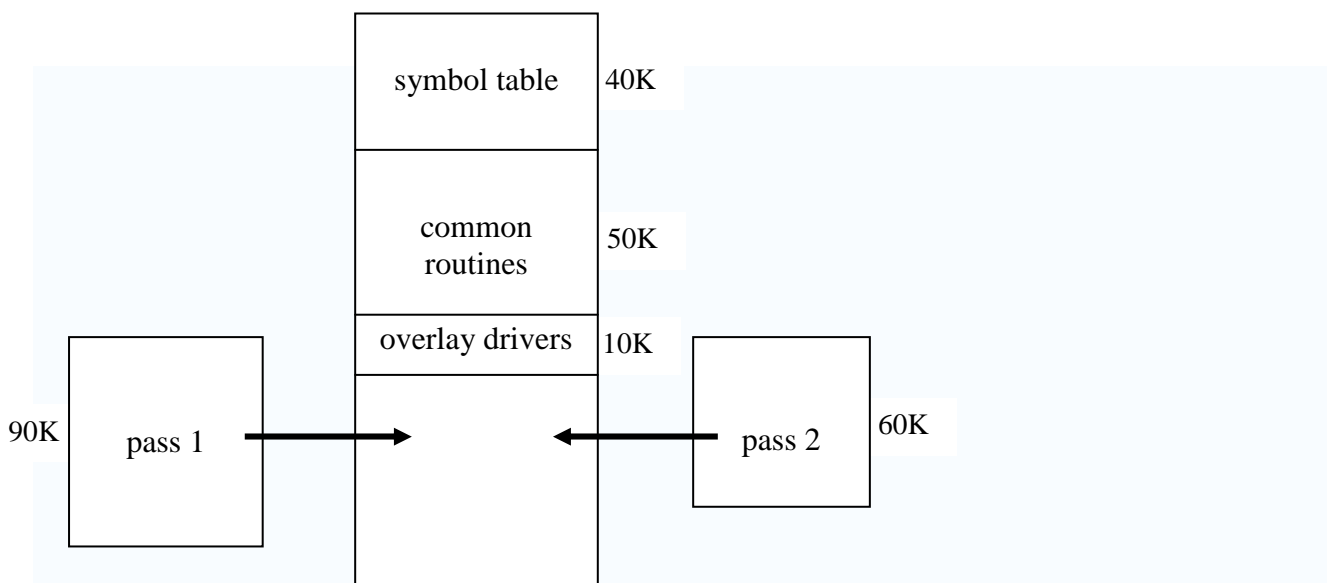 symbol table
40K
common
routines
50K
overlay drivers
10K
90K
pass 1
pass 2
60K